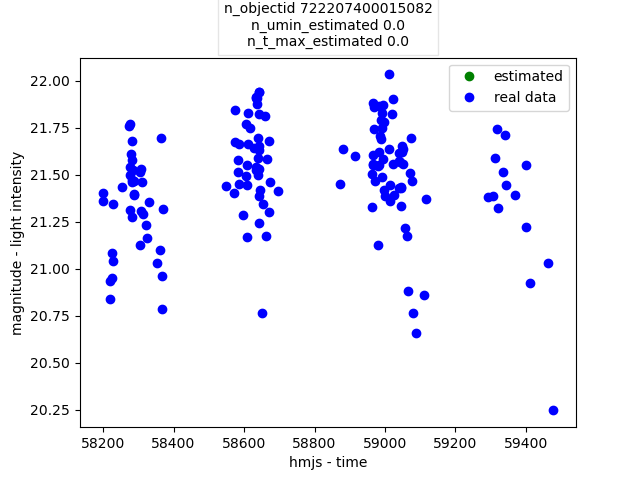 n_objectid 722207400015082
n_umin_estimated 0.0
n_t_max_estimated 0.0
estimated
real data
magnitude - light intensity
22.00
21.75
21.50
21.25
21.00
20.75
20.50
20.25
58200 58400 58600 58800 59000 59200 59400
hmjs - time